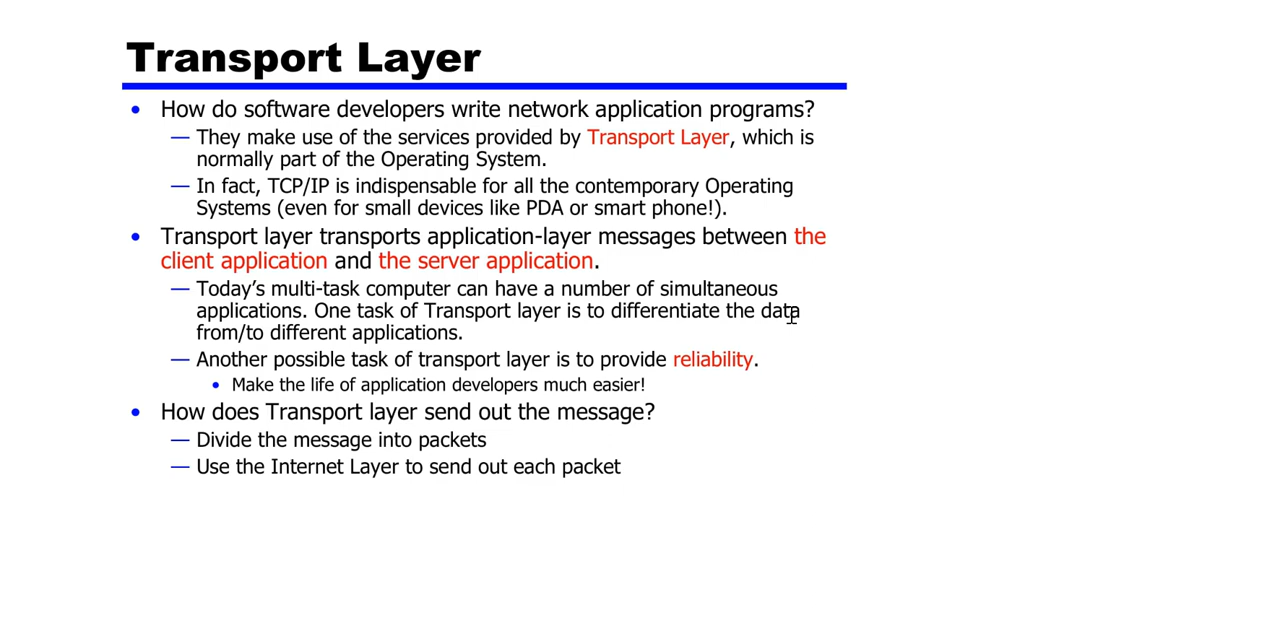 Transport Layer
• How do software developers write network application programs?
— They make use of the services provided by Transport Layer, which is
normally part of the Operating System.
— In fact, TCP/IP is indispensable for all the contemporary Operating
Systems (even for small devices like PDA or smart phone!).
• Transport layer transports application-layer messages between the
client application and the server application.
— Today’s multi-task computer can have a number of simultaneous
applications. One task of Transport layer is to differentiate the data
from/to different applications.
— Another possible task of transport layer is to provide reliability.
• Make the life of application developers much easier!
• How does Transport layer send out the message?
— Divide the message into packets
— Use the Internet Layer to send out each packet